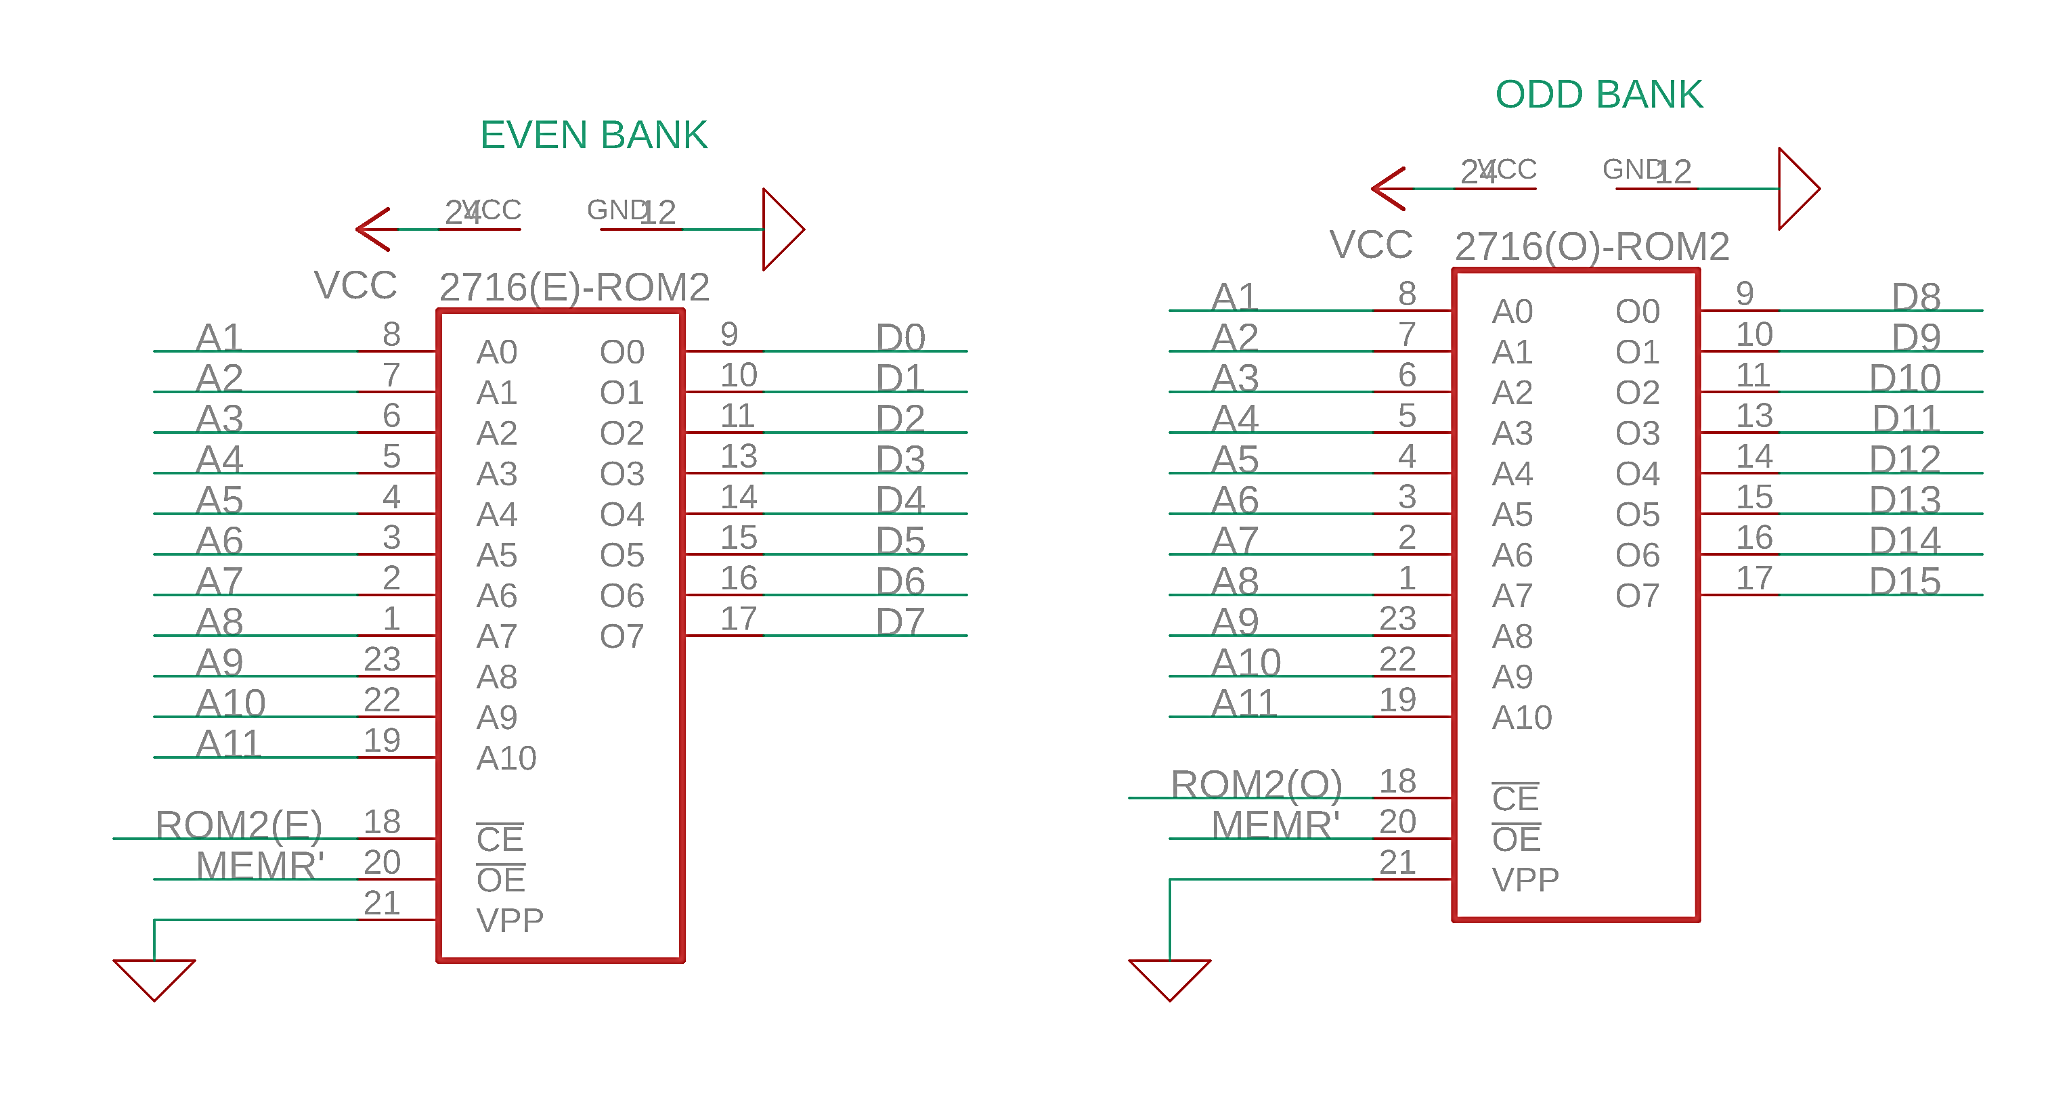 EVEN BANK
24 VCC GND 12
VCC 2716(E)-ROM2
A1 8 A0 O0 9 D0
A2 7 A1 O1 10 D1
A3 6 A2 O2 11 D2
A4 5 A3 O3 13 D3
A5 4 A4 O4 14 D4
A6 3 A5 O5 15 D5
A7 2 A6 O6 16 D6
A8 1 A7 O7 17 D7
A9 23 A8
A10 22 A9
A11 19 A10
ROM2(E) 18 CE
MEMR' 20 OE
21 VPP
ODD BANK
24 VCC GND 12
VCC 2716(O)-ROM2
A1 8 A0 O0 9 D8
A2 7 A1 O1 10 D9
A3 6 A2 O2 11 D10
A4 5 A3 O3 13 D11
A5 4 A4 O4 14 D12
A6 3 A5 O5 15 D13
A7 2 A6 O6 16 D14
A8 1 A7 O7 17 D15
A9 23 A8
A10 22 A9
A11 19 A10
ROM2(O) 18 CE
MEMR' 20 OE
21 VPP